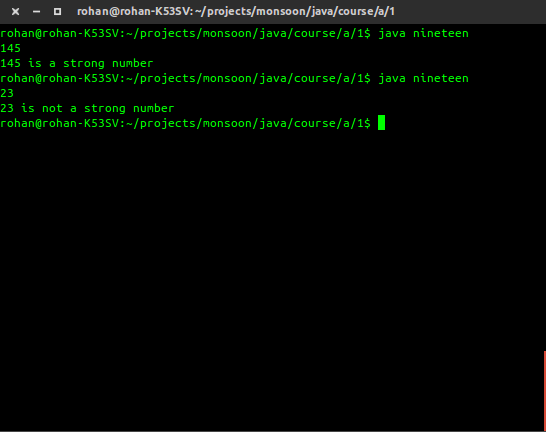 rohan@rohan-K53SV: ~/projects/monsoon/java/course/a/1
rohan@rohan-K53SV:~/projects/monsoon/java/course/a/1$ java nineteen
145
145 is a strong number
rohan@rohan-K53SV:~/projects/monsoon/java/course/a/1$ java nineteen
23
23 is not a strong number
rohan@rohan-K53SV:~/projects/monsoon/java/course/a/1$